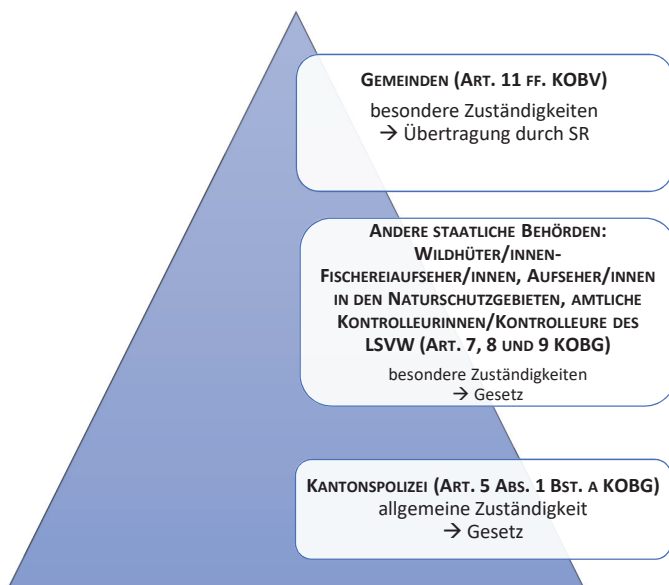 GEMEINDEN (ART. 11 FF. KOBV)
besondere Zuständigkeiten
→ Übertragung durch SR
ANDERE STAATLICHE BEHÖRDEN:
WILDHÜTER/INNEN-
FISCHEREIAUFSEHER/INNEN, AUFSEHER/INNEN
IN DEN NATURSCHUTZGEBIETEN, AMTLICHE
KONTROLLEURINNEN/KONTROLLEURE DES
LSVW (ART. 7, 8 UND 9 KOBG)
besondere Zuständigkeiten
→ Gesetz
KANTONSPOLIZEI (ART. 5 ABS. 1 BST. A KOBG)
allgemeine Zuständigkeit
→ Gesetz